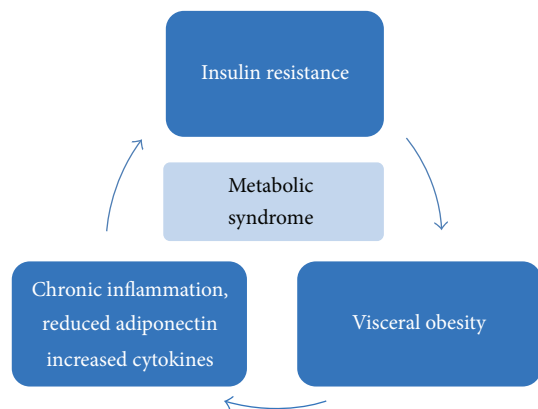 Insulin resistance
Metabolic
syndrome
Chronic inflammation,
reduced adiponectin
increased cytokines
Visceral obesity